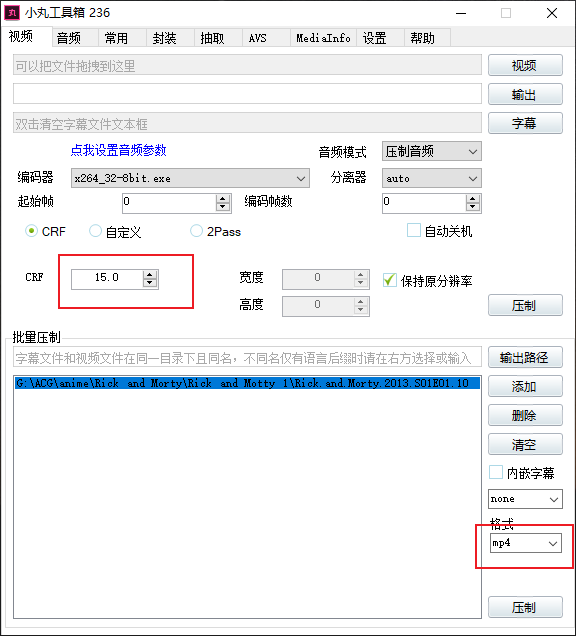 丸 小丸工具箱 236
视频 音频 常用 封装 抽取 AVS MediaInfo 设置 帮助
可以把文件拖拽到这里 视频
输出
双击清空字幕文件文本框 字幕
点我设置音频参数 音频模式 压制音频
编码器 x264_32-8bit.exe 分离器 auto
起始帧 0 编码帧数 0
CRF 自定义 2Pass 自动关机
CRF 15.0 宽度 0 保持原分辨率
高度 0 压制
批量压制
字幕文件和视频文件在同一目录下且同名，不同名仅有语言后缀时请在右方选择或输入 输出路径
G:\ACG\anime\Rick and Morty\Rick and Motty 1\Rick.and.Morty.2013.S01E01.10 添加
删除
清空
内嵌字幕
none
格式
mp4
压制